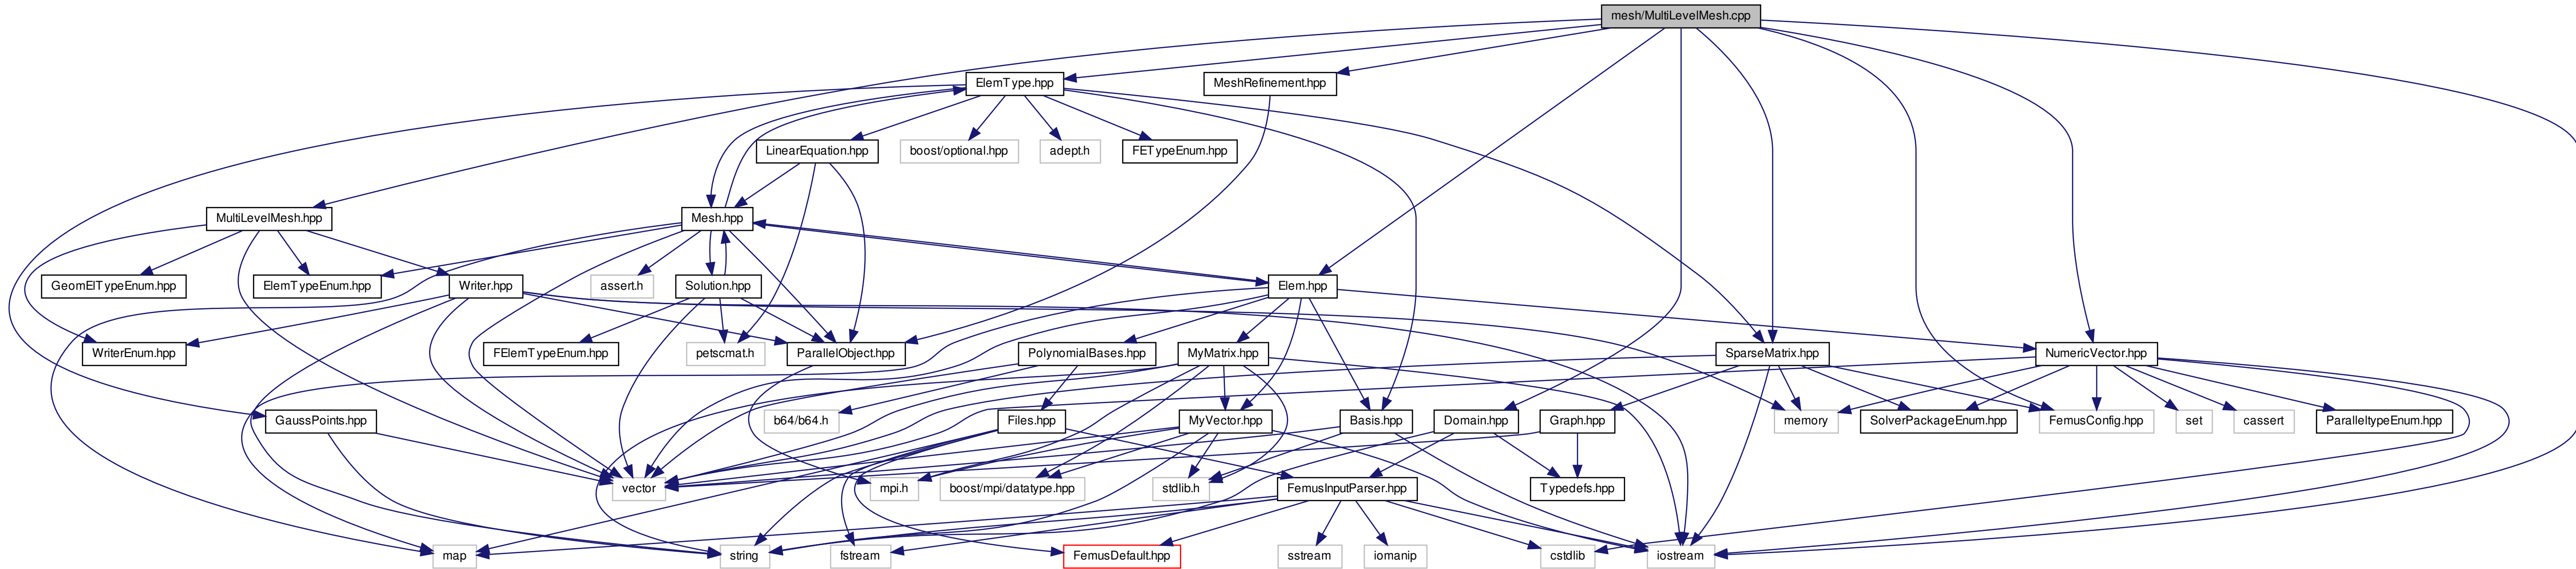 mesh/MultiLevelMesh.cpp
ElemType.hpp
MeshRefinement.hpp
LinearEquation.hpp
boost/optional.hpp
adept.h
FETypeEnum.hpp
MultiLevelMesh.hpp
Mesh.hpp
GeomElTypeEnum.hpp
ElemTypeEnum.hpp
Writer.hpp
assert.h
Solution.hpp
Elem.hpp
WriterEnum.hpp
FElemTypeEnum.hpp
petscmat.h
ParallelObject.hpp
PolynomialBases.hpp
MyMatrix.hpp
SparseMatrix.hpp
NumericVector.hpp
GaussPoints.hpp
b64/b64.h
Files.hpp
MyVector.hpp
Basis.hpp
Domain.hpp
Graph.hpp
memory
SolverPackageEnum.hpp
FemusConfig.hpp
set
cassert
ParalleltypeEnum.hpp
vector
mpi.h
boost/mpi/datatype.hpp
stdlib.h
FemusInputParser.hpp
Typedefs.hpp
map
string
fstream
FemusDefault.hpp
sstream
iomanip
cstdlib
iostream